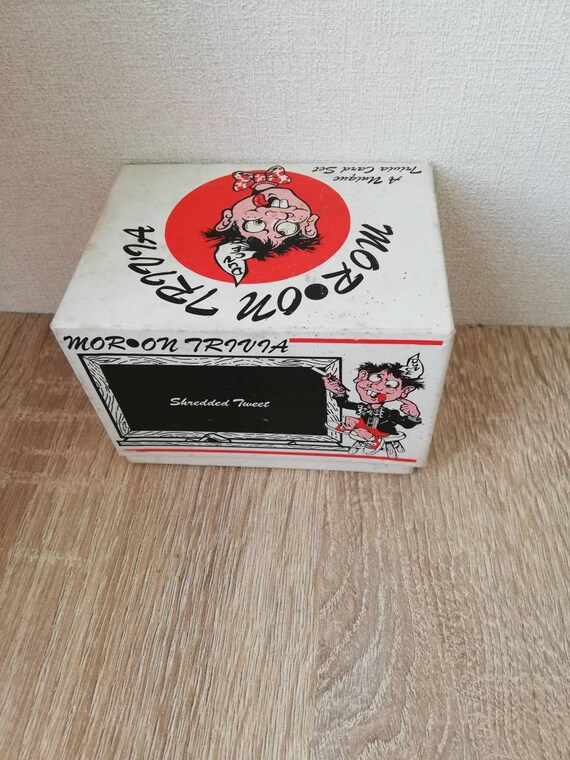 A Unique
Trivia Card Set
MOR•ON TRIVIA
MOR•ON TRIVIA
Shredded Tweet